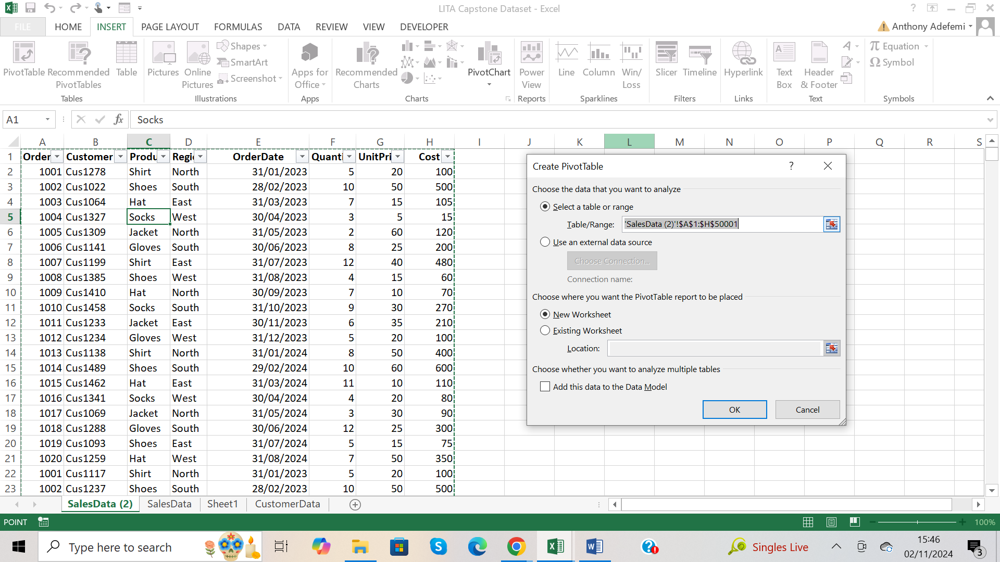 LITA Capstone Dataset - Excel
FILE HOME INSERT PAGE LAYOUT FORMULAS DATA REVIEW VIEW DEVELOPER Anthony Adefemi
PivotTable Recommended PivotTables Table
Tables
Pictures Online Pictures Shapes SmartArt Screenshot
Illustrations
Apps for Office
Apps
Recommended Charts PivotChart
Charts
Power View
Reports
Line Column Win/Loss
Sparklines
Slicer Timeline
Filters
Hyperlink
Links
Text Box Header & Footer
Text
Equation Symbol
Symbols
A1 fx Socks
A B C D E F G H I J K L M N O P Q R S
1 Order Customer Produ Regi OrderDate Quanti UnitPri Cost
2 1001 Cus1278 Shirt North 31/01/2023 5 20 100
3 1002 Cus1022 Shoes South 28/02/2023 10 50 500
4 1003 Cus1064 Hat East 31/03/2023 7 15 105
5 1004 Cus1327 Socks West 30/04/2023 3 5 15
6 1005 Cus1309 Jacket North 31/05/2023 2 60 120
7 1006 Cus1141 Gloves South 30/06/2023 8 25 200
8 1007 Cus1199 Shirt East 31/07/2023 12 40 480
9 1008 Cus1385 Shoes West 31/08/2023 4 15 60
10 1009 Cus1410 Hat North 30/09/2023 7 10 70
11 1010 Cus1458 Socks South 31/10/2023 9 30 270
12 1011 Cus1233 Jacket East 30/11/2023 6 35 210
13 1012 Cus1234 Gloves West 31/12/2023 5 20 100
14 1013 Cus1138 Shirt North 31/01/2024 8 50 400
15 1014 Cus1489 Shoes South 29/02/2024 10 60 600
16 1015 Cus1462 Hat East 31/03/2024 11 10 110
17 1016 Cus1341 Socks West 30/04/2024 4 20 80
18 1017 Cus1069 Jacket North 31/05/2024 3 30 90
19 1018 Cus1288 Gloves South 30/06/2024 12 25 300
20 1019 Cus1093 Shoes East 31/07/2024 5 15 75
21 1020 Cus1259 Hat West 31/08/2024 7 50 350
22 1001 Cus1117 Shirt North 31/01/2023 5 20 100
23 1002 Cus1237 Shoes South 28/02/2023 10 50 500
Create PivotTable
Choose the data that you want to analyze
Select a table or range
Table/Range: 'SalesData (2)'!$A$1:$H$50001
Use an external data source
Choose Connection...
Connection name:
Choose where you want the PivotTable report to be placed
New Worksheet
Existing Worksheet
Location:
Choose whether you want to analyze multiple tables
Add this data to the Data Model
OK Cancel
SalesData (2) SalesData Sheet1 CustomerData
POINT 100%
Type here to search Singles Live 15:46
02/11/2024 3